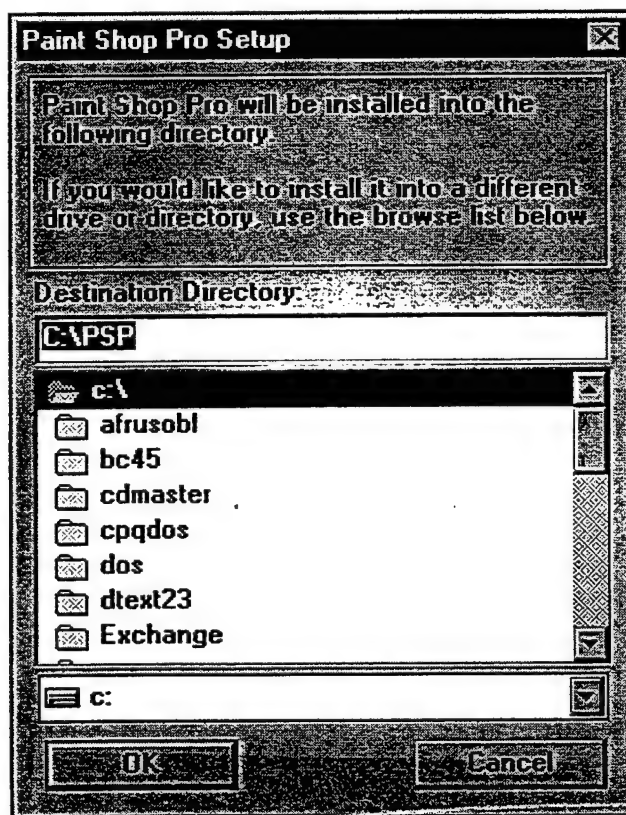 Paint Shop Pro Setup
Paint Shop Pro will be installed into the
following directory.
If you would like to install it into a different
drive or directory, use the browse list below
Destination Directory:
C:\PSP
c:\
afrusobl
bc45
cdmaster
cpqdos
dos
dtext23
Exchange
c:
OK
Cancel